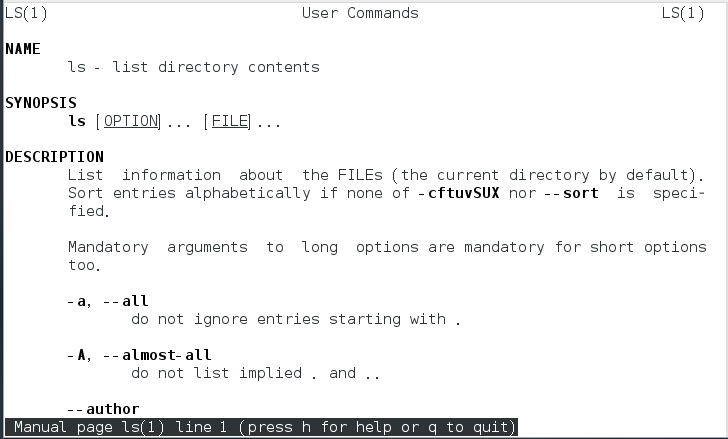 LS(1) User Commands LS(1)
NAME
ls - list directory contents
SYNOPSIS
ls [OPTION]... [FILE]...
DESCRIPTION
List information about the FILEs (the current directory by default).
Sort entries alphabetically if none of -cftuvSUX nor --sort is speci-
fied.
Mandatory arguments to long options are mandatory for short options
too.
-a, --all
do not ignore entries starting with .
-A, --almost-all
do not list implied . and ..
--author
Manual page ls(1) line 1 (press h for help or q to quit)